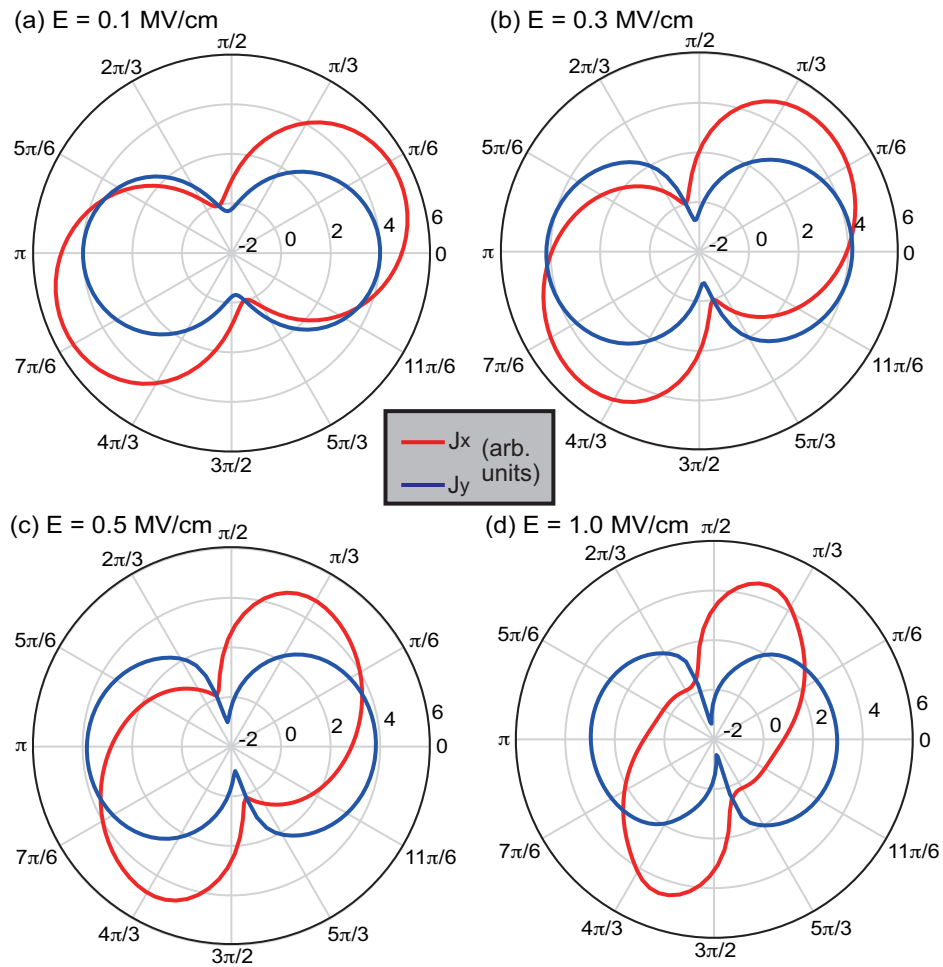 (a) E = 0.1 MV/cm
π/2
2π/3
π/3
5π/6
π/6
π
-2
0
2
4
6
0
7π/6
11π/6
4π/3
5π/3
3π/2
(b) E = 0.3 MV/cm
π/2
2π/3
π/3
5π/6
π/6
π
-2
0
2
4
6
0
7π/6
11π/6
4π/3
5π/3
3π/2
Jx (arb.
Jy units)
(c) E = 0.5 MV/cm
π/2
2π/3
π/3
5π/6
π/6
π
-2
0
2
4
6
0
7π/6
11π/6
4π/3
5π/3
3π/2
(d) E = 1.0 MV/cm
π/2
2π/3
π/3
5π/6
π/6
π
-2
0
2
4
6
0
7π/6
11π/6
4π/3
5π/3
3π/2